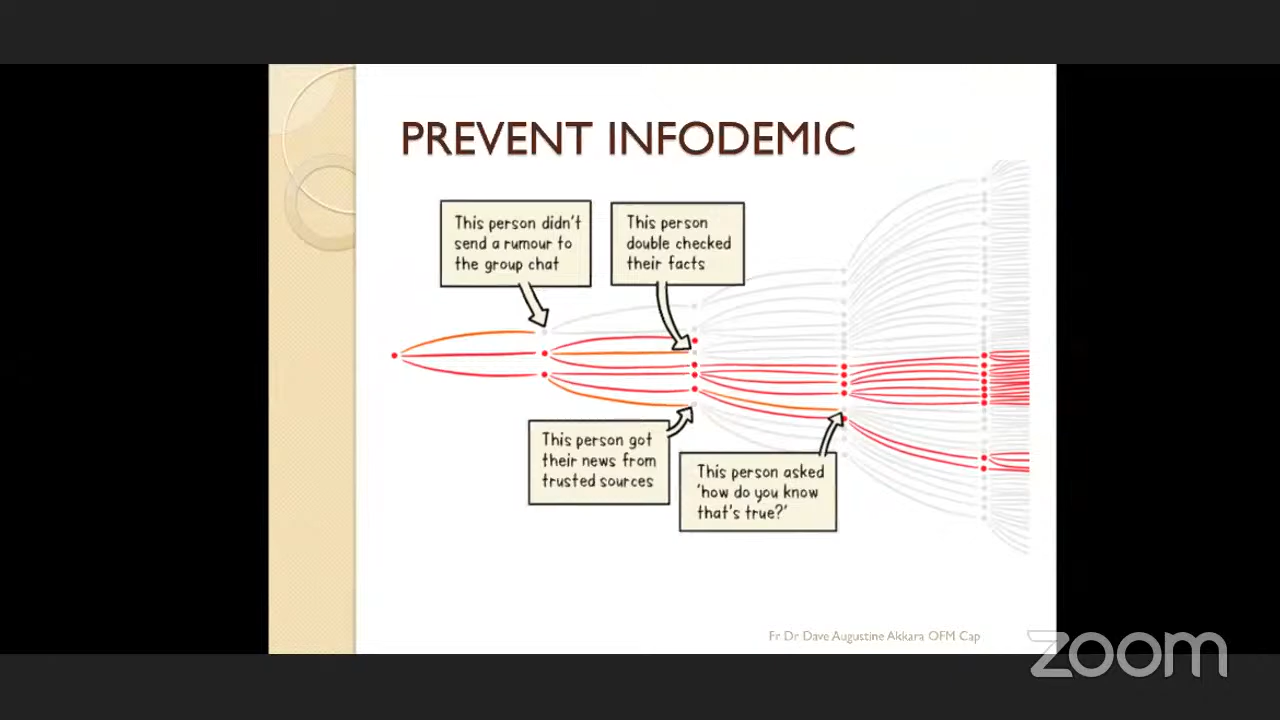 PREVENT INFODEMIC
This person didn't
send a rumour to
the group chat
This person
double checked
their facts
This person got
their news from
trusted sources
This person asked
'how do you know
that's true?'
Fr Dr Dave Augustine Akkara OFM Cap
zoom